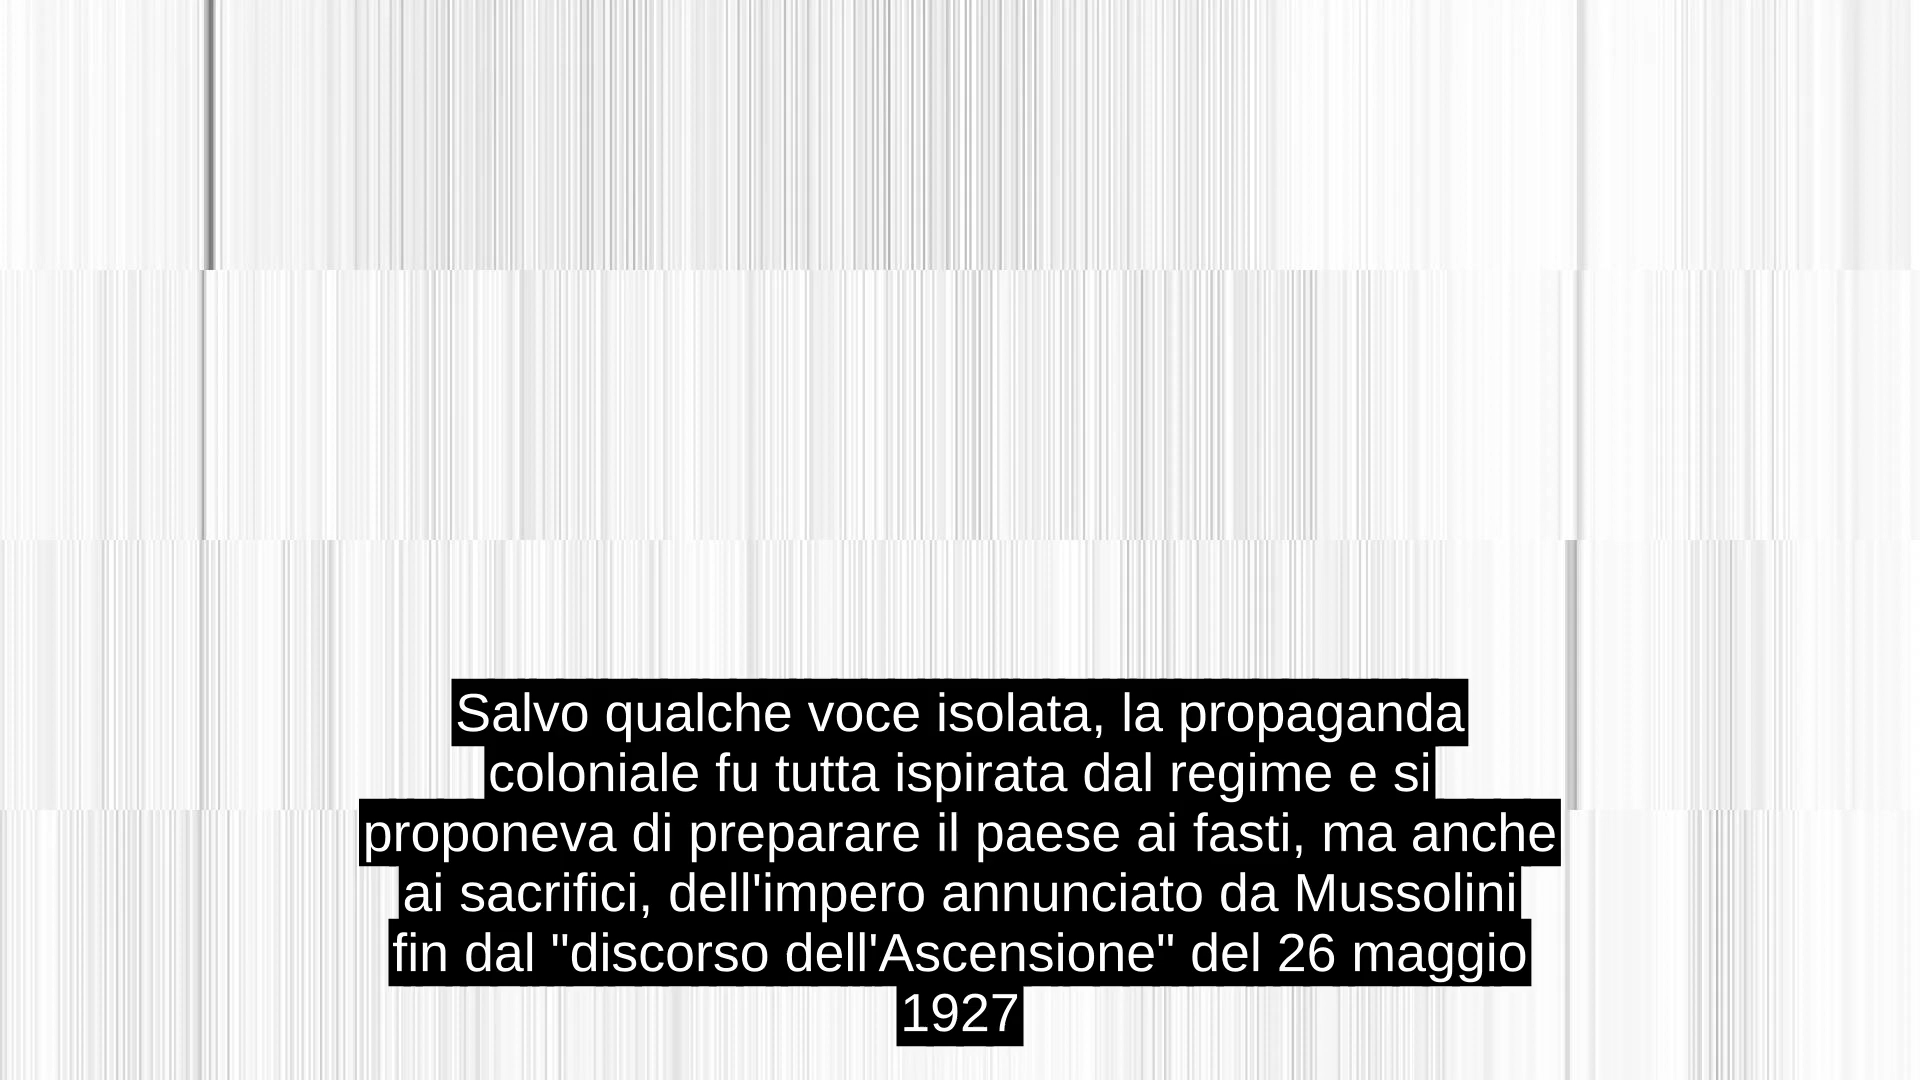 Salvo qualche voce isolata, la propaganda
coloniale fu tutta ispirata dal regime e si
proponeva di preparare il paese ai fasti, ma anche
ai sacrifici, dell'impero annunciato da Mussolini
fin dal "discorso dell'Ascensione" del 26 maggio
1927